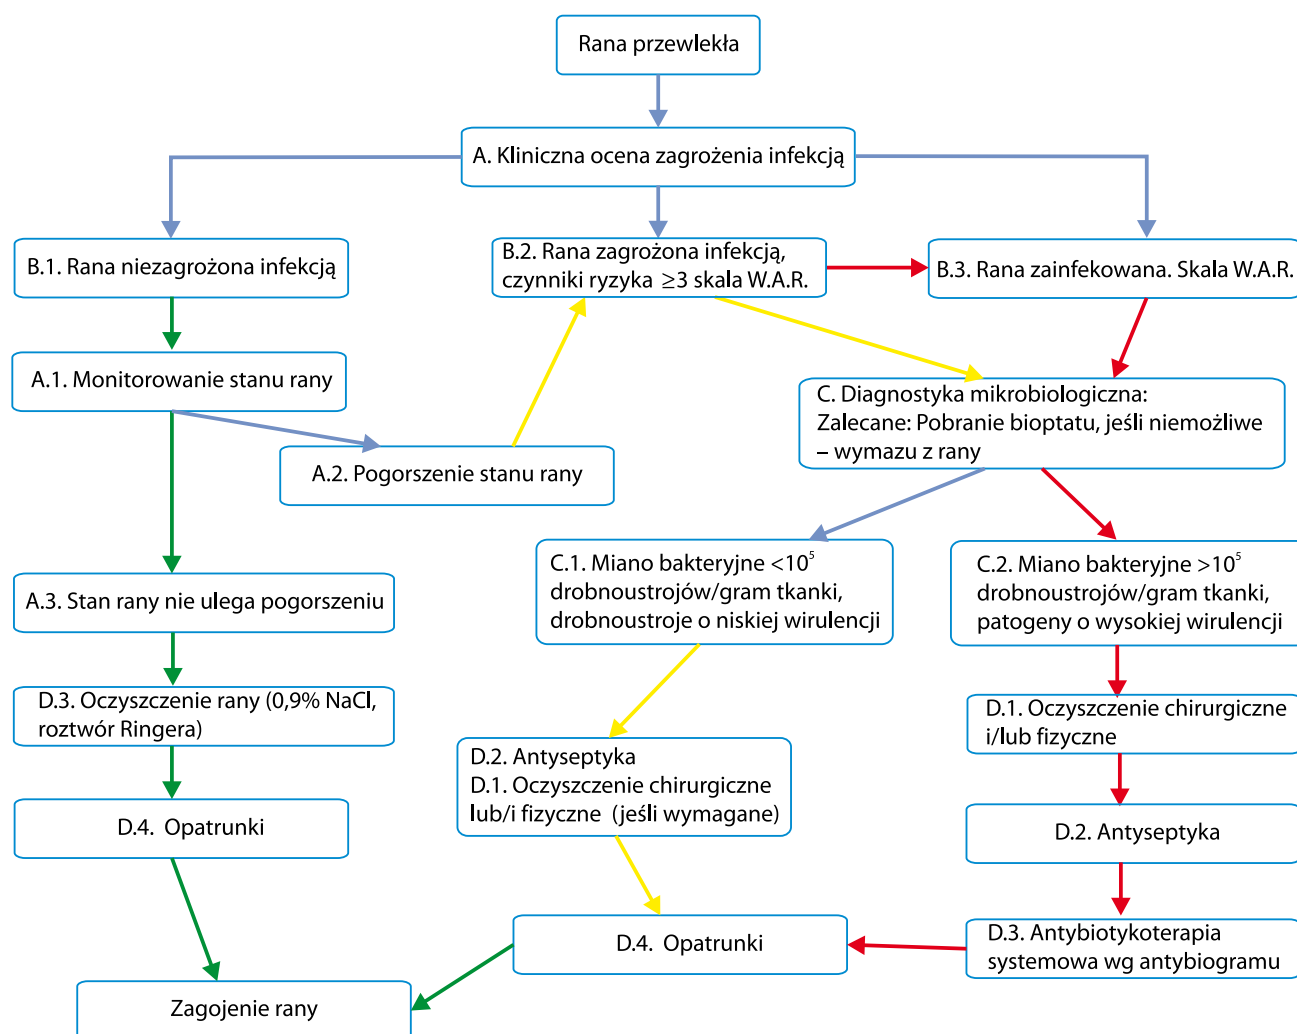 Rana przewlekła
A. Kliniczna ocena zagrożenia infekcją
B.1. Rana niezagrożona infekcją
B.2. Rana zagrożona infekcją,
czynniki ryzyka ≥3 skala W.A.R.
B.3. Rana zainfekowana. Skala W.A.R.
A.1. Monitorowanie stanu rany
A.2. Pogorszenie stanu rany
C. Diagnostyka mikrobiologiczna:
Zalecane: Pobranie bioptatu, jeśli niemożliwe
– wymazu z rany
A.3. Stan rany nie ulega pogorszeniu
C.1. Miano bakteryjne <10⁵
drobnoustrojów/gram tkanki,
drobnoustroje o niskiej wirulencji
C.2. Miano bakteryjne >10⁵
drobnoustrojów/gram tkanki,
patogeny o wysokiej wirulencji
D.3. Oczyszczenie rany (0,9% NaCl,
roztwór Ringera)
D.1. Oczyszczenie chirurgiczne
i/lub fizyczne
D.2. Antyseptyka
D.1. Oczyszczenie chirurgiczne
lub/i fizyczne (jeśli wymagane)
D.4. Opatrunki
D.2. Antyseptyka
D.4. Opatrunki
D.3. Antybiotykoterapia
systemowa wg antybiogramu
Zagojenie rany